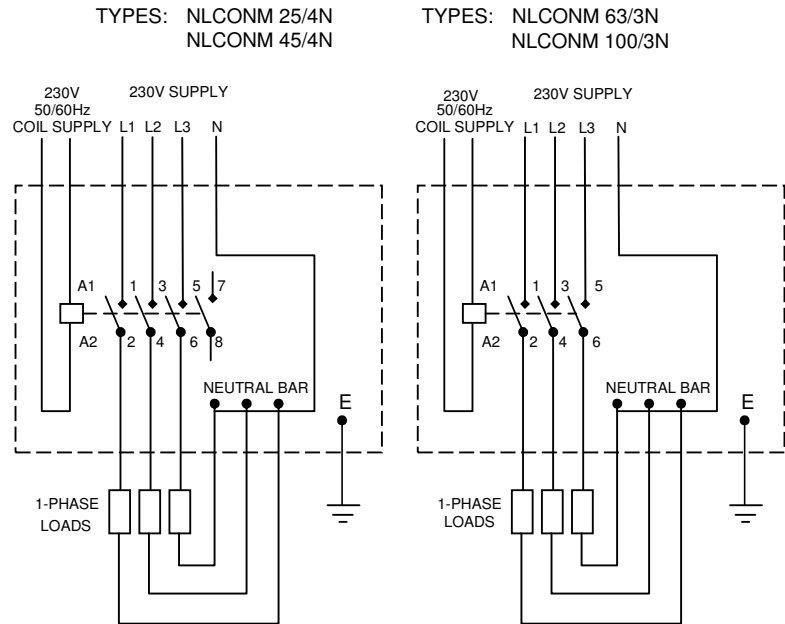 TYPES: NLCONM 25/4N
NLCONM 45/4N
TYPES: NLCONM 63/3N
NLCONM 100/3N
230V
50/60Hz
COIL SUPPLY
230V SUPPLY
L1 L2 L3 N
A1 1 3 5 7
A2 2 4 6 8
NEUTRAL BAR
E
1-PHASE
LOADS
230V
50/60Hz
COIL SUPPLY
230V SUPPLY
L1 L2 L3 N
A1 1 3 5
A2 2 4 6
NEUTRAL BAR
E
1-PHASE
LOADS